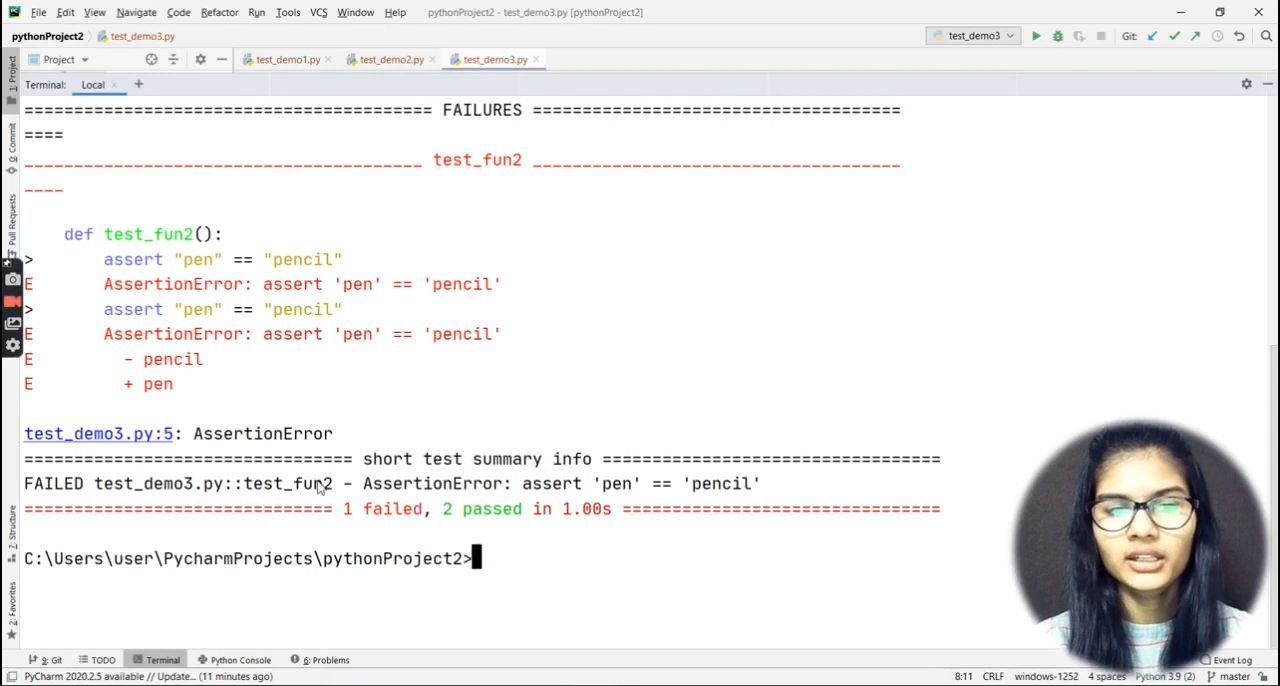 File Edit View Navigate Code Refactor Run Tools VCS Window Help pythonProject2 - test_demo3.py [pythonProject2]
pythonProject2 test_demo3.py test_demo3 Git:
Project test_demo1.py test_demo2.py test_demo3.py
Terminal: Local +
1: Project
0: Commit
Pull Requests
7: Structure
2: Favorites
========================================= FAILURES =====================================
====
________________________________________ test_fun2 _____________________________________
____
def test_fun2():
> assert "pen" == "pencil"
E AssertionError: assert 'pen' == 'pencil'
> assert "pen" == "pencil"
E AssertionError: assert 'pen' == 'pencil'
E - pencil
E + pen
test_demo3.py:5: AssertionError
================================= short test summary info ==================================
FAILED test_demo3.py::test_fun2 - AssertionError: assert 'pen' == 'pencil'
=============================== 1 failed, 2 passed in 1.00s ================================
C:\Users\user\PycharmProjects\pythonProject2>
9: Git TODO Terminal Python Console 6: Problems Event Log
PyCharm 2020.2.5 available // Update... (11 minutes ago) 8:11 CRLF windows-1252 4 spaces Python 3.9 (2) master